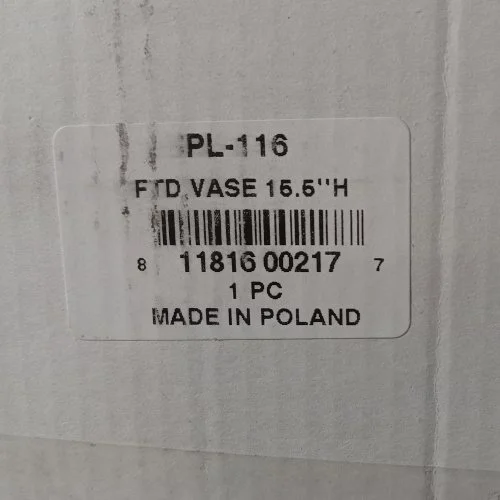 PL-116
FTD VASE 15.5''H
8 11816 00217 7
1 PC
MADE IN POLAND